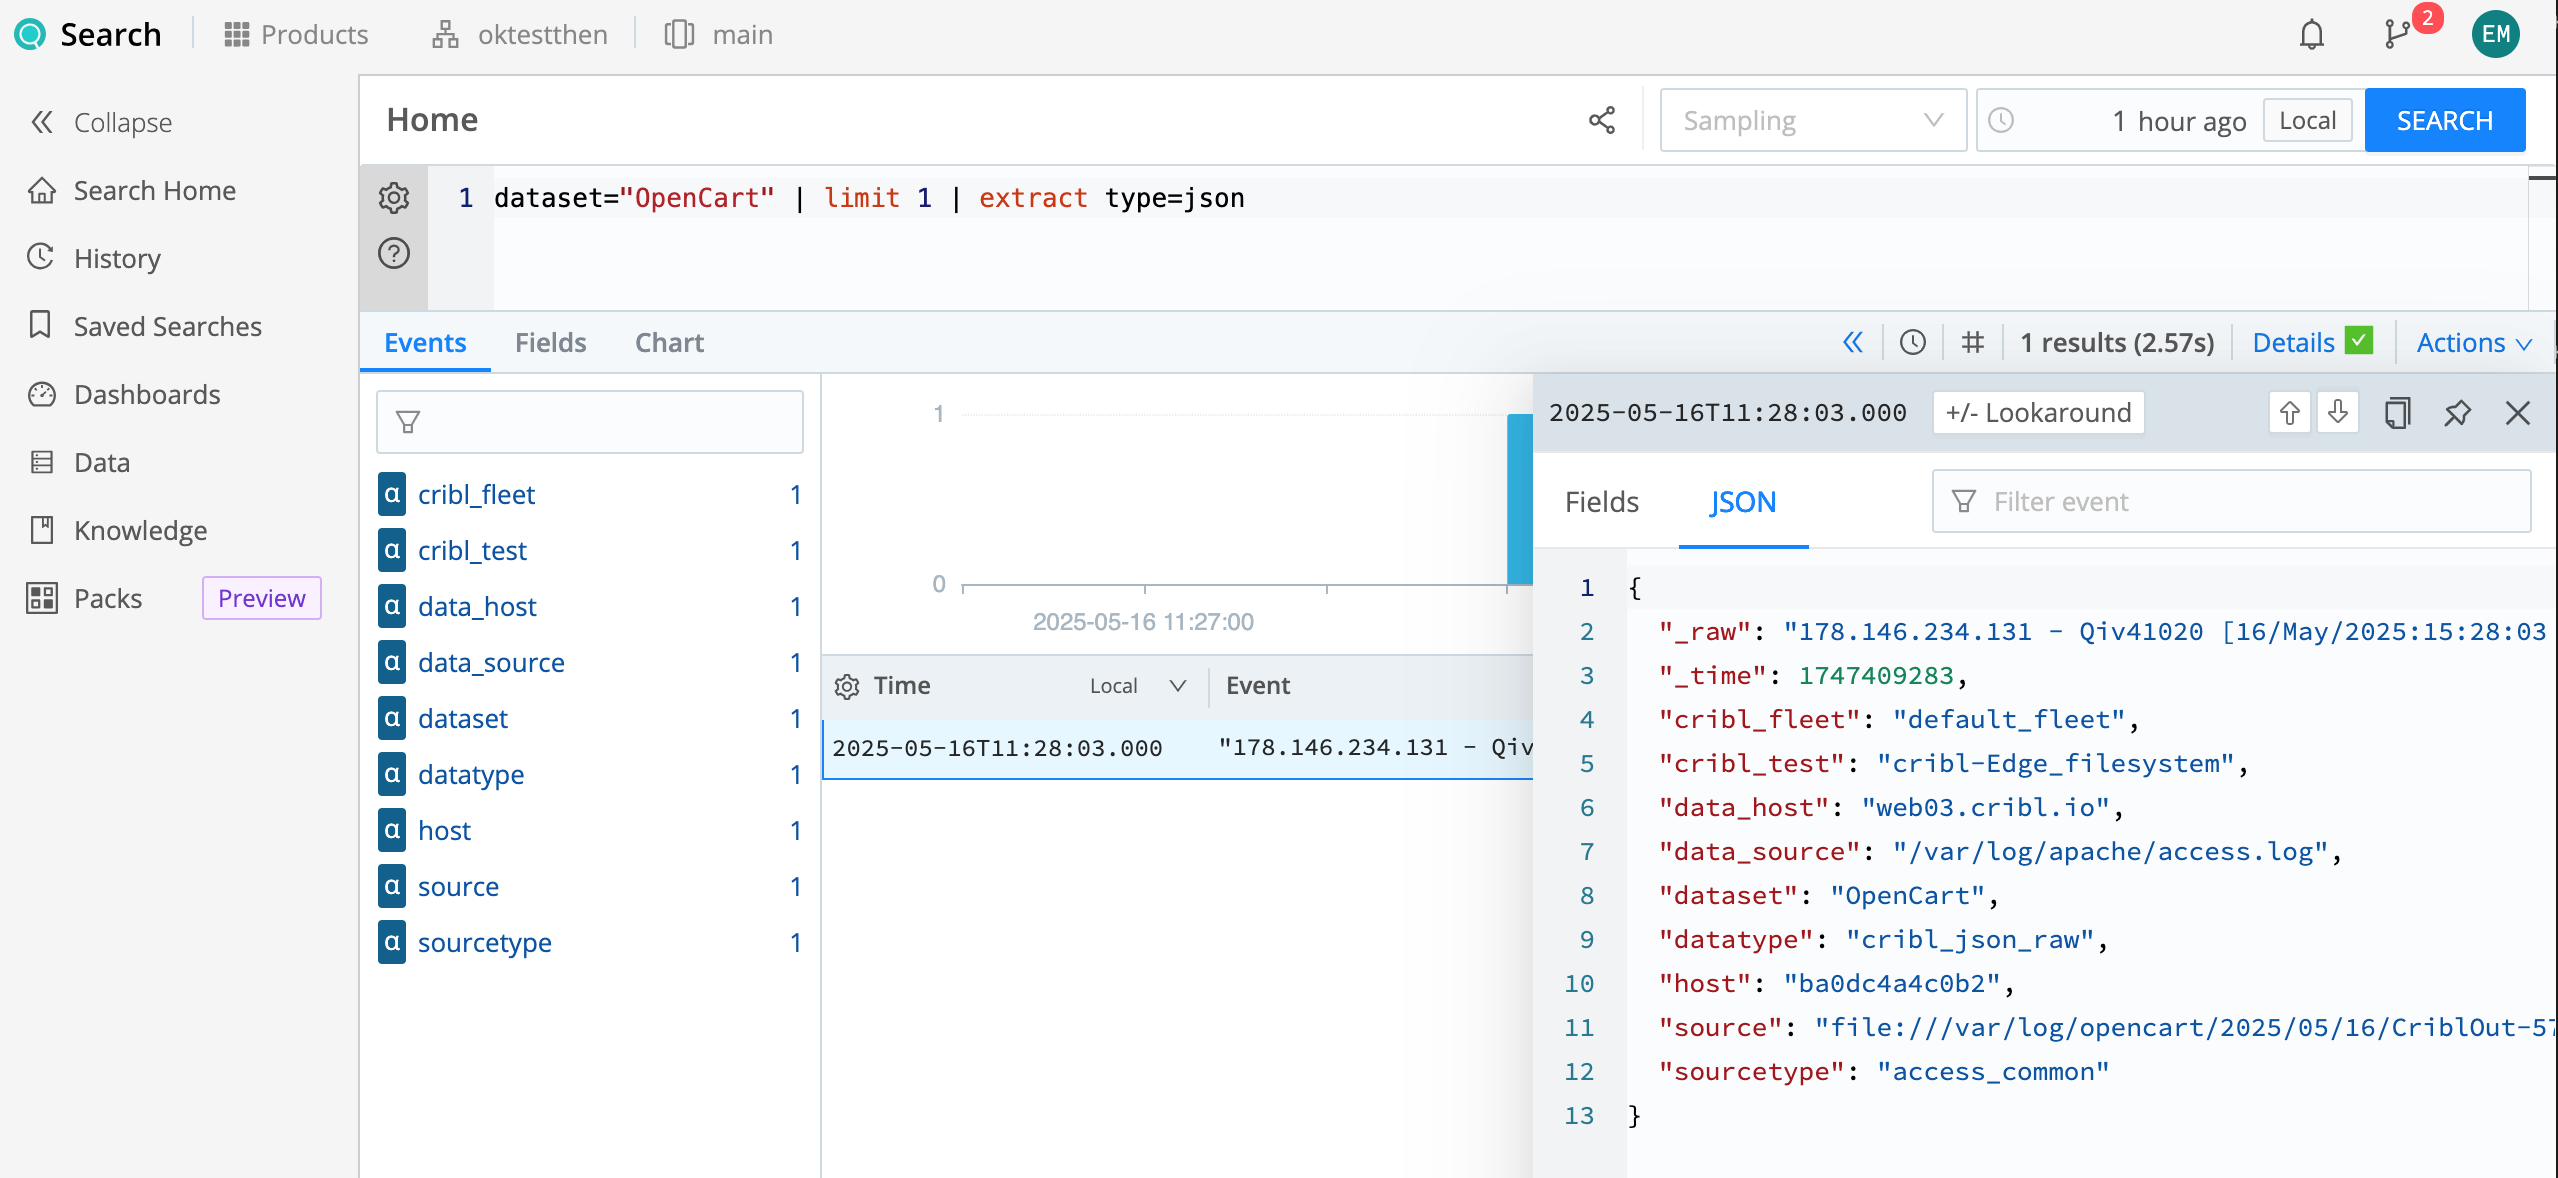 Search
Products
oktestthen
main
2
EM
Collapse
Search Home
History
Saved Searches
Dashboards
Data
Knowledge
Packs
Preview
Home
Sampling
1 hour ago
Local
SEARCH
1 dataset="OpenCart" | limit 1 | extract type=json
Events
Fields
Chart
1 results (2.57s)
Details
Actions
α cribl_fleet 1
α cribl_test 1
α data_host 1
α data_source 1
α dataset 1
α datatype 1
α host 1
α source 1
α sourcetype 1
1
0
2025-05-16 11:27:00
Time
Local
Event
2025-05-16T11:28:03.000 "178.146.234.131 - Qiv
2025-05-16T11:28:03.000
+/- Lookaround
Fields
JSON
Filter event
1 {
2 "_raw": "178.146.234.131 - Qiv41020 [16/May/2025:15:28:03
3 "_time": 1747409283,
4 "cribl_fleet": "default_fleet",
5 "cribl_test": "cribl-Edge_filesystem",
6 "data_host": "web03.cribl.io",
7 "data_source": "/var/log/apache/access.log",
8 "dataset": "OpenCart",
9 "datatype": "cribl_json_raw",
10 "host": "ba0dc4a4c0b2",
11 "source": "file:///var/log/opencart/2025/05/16/CriblOut-57
12 "sourcetype": "access_common"
13 }